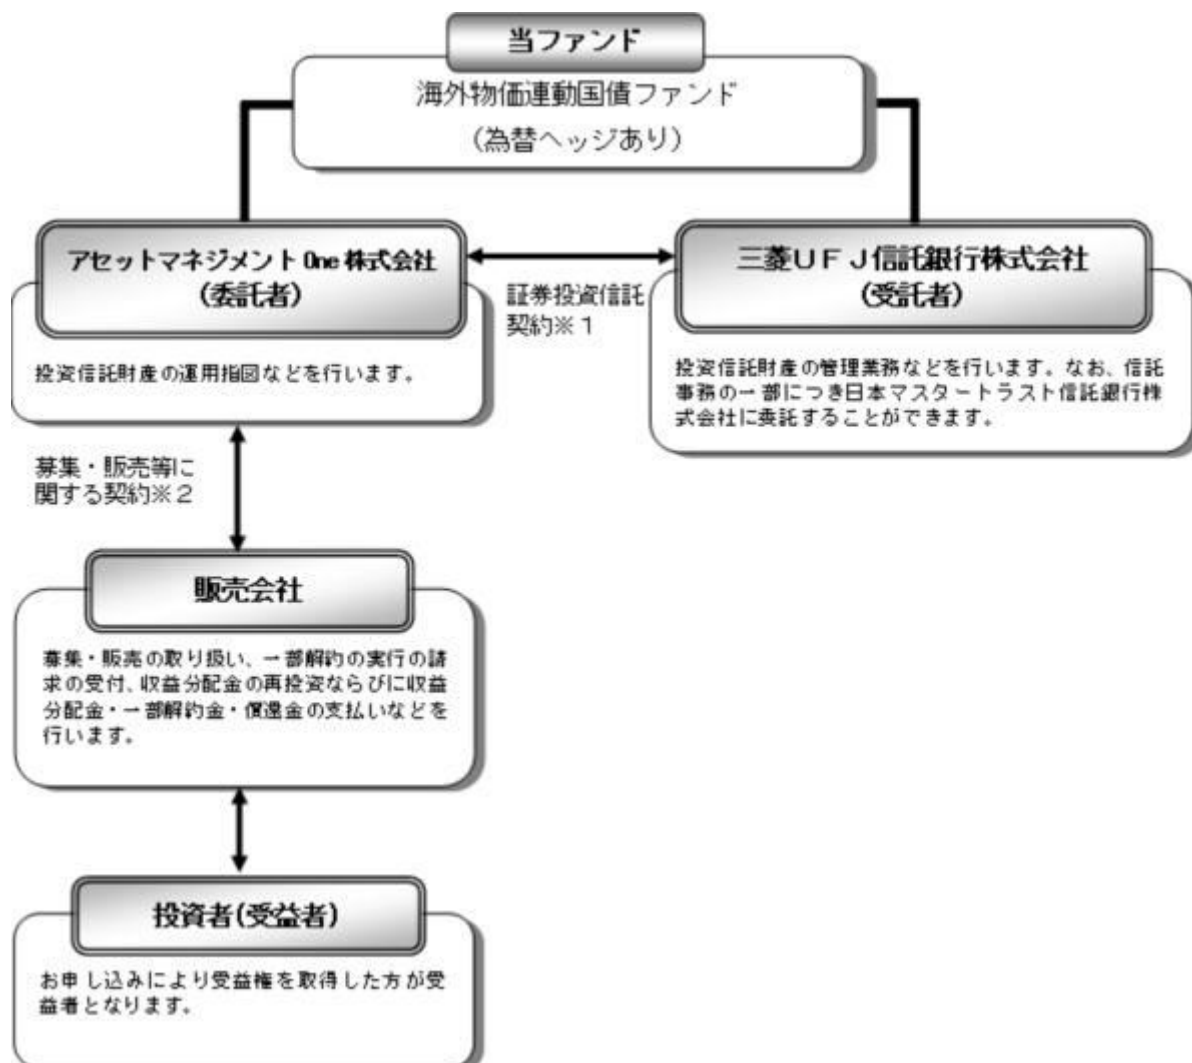 当ファンド
海外物価連動国債ファンド
(為替ヘッジあり)
アセットマネジメントOne株式会社
(委託者)
投資信託財産の運用指図などを行います。
証券投資信託
契約※1
三菱UFJ信託銀行株式会社
(受託者)
投資信託財産の管理業務などを行います。なお、信託
事務の一部につき日本マスタートラスト信託銀行株
式会社に委託することができます。
募集・販売等に
関する契約※2
販売会社
募集・販売の取り扱い、一部解約の実行の請
求の受付、収益分配金の再投資ならびに収益
分配金・一部解約金・償還金の支払いなどを
行います。
投資者(受益者)
お申し込みにより受益権を取得した方が受
益者となります。